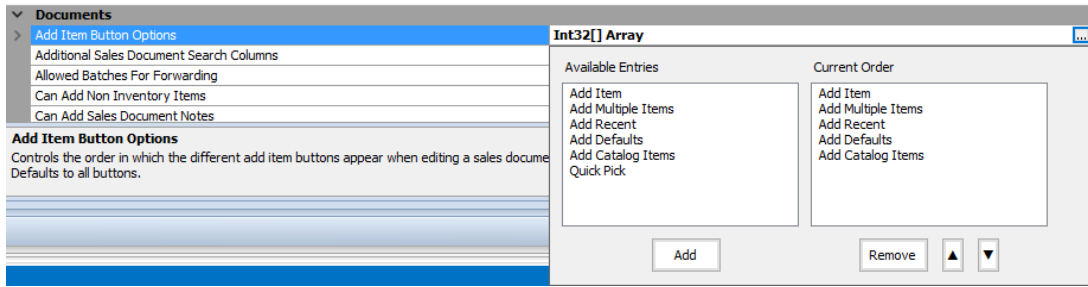 Documents
Add Item Button Options
Additional Sales Document Search Columns
Allowed Batches For Forwarding
Can Add Non Inventory Items
Can Add Sales Document Notes
Add Item Button Options
Controls the order in which the different add item buttons appear when editing a sales docume
Defaults to all buttons.
Int32[] Array
...
Available Entries
Add Item
Add Multiple Items
Add Recent
Add Defaults
Add Catalog Items
Quick Pick
Add
Current Order
Add Item
Add Multiple Items
Add Recent
Add Defaults
Add Catalog Items
Remove